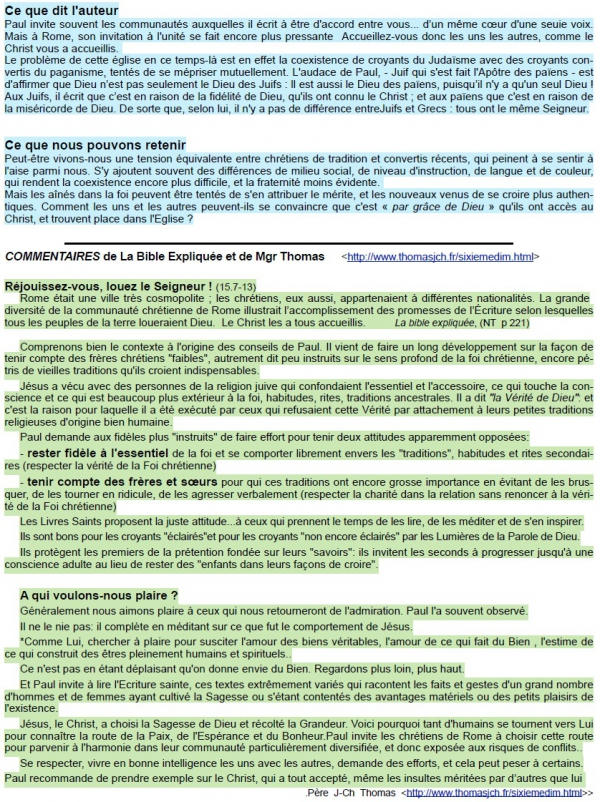 Ce que dit l'auteur
Paul invite souvent les communautés auxquelles il écrit à être d'accord entre vous... d'un même cœur d'une seuie voix.
Mais à Rome, son invitation à l'unité se fait encore plus pressante   Accueillez-vous donc les uns les autres, comme le
Christ vous a accueillis.
Le problème de cette église en ce temps-là est en effet la coexistence de croyants du Judaïsme avec des croyants con-
vertis du paganisme, tentés de se mépriser mutuellement. L'audace de Paul, - Juif qui s'est fait l'Apôtre des païens - est
d'affirmer que Dieu n'est pas seulement le Dieu des Juifs : Il est aussi le Dieu des païens, puisqu'il n'y a qu'un seul Dieu !
Aux Juifs, il écrit que c'est en raison de la fidélité de Dieu, qu'ils ont connu le Christ ; et aux païens que c'est en raison de
la miséricorde de Dieu. De sorte que, selon lui, il n'y a pas de différence entreJuifs et Grecs : tous ont le même Seigneur.
Ce que nous pouvons retenir
Peut-être vivons-nous une tension équivalente entre chrétiens de tradition et convertis récents, qui peinent à se sentir à
l'aise parmi nous. S'y ajoutent souvent des différences de milieu social, de niveau d'instruction, de langue et de couleur,
qui rendent la coexistence encore plus difficile, et la fraternité moins évidente.
Mais les aînés dans la foi peuvent être tentés de s'en attribuer le mérite, et les nouveaux venus de se croire plus authen-
tiques. Comment les uns et les autres peuvent-ils se convaincre que c'est « par grâce de Dieu » qu'ils ont accès au
Christ, et trouvent place dans l'Eglise ?
COMMENTAIRES de La Bible Expliquée et de Mgr Thomas    <http://www.thomasjch.fr/sixiemedim.html>
Réjouissez-vous, louez le Seigneur ! (15.7-13)
Rome était une ville très cosmopolite ; les chrétiens, eux aussi, appartenaient à différentes nationalités. La grande
diversité de la communauté chrétienne de Rome illustrait l'accomplissement des promesses de l'Écriture selon lesquelles
tous les peuples de la terre loueraient Dieu.  Le Christ les a tous accueillis.    La bible expliquée, (NT  p 221)
Comprenons bien le contexte à l'origine des conseils de Paul. Il vient de faire un long développement sur la façon de
tenir compte des frères chrétiens "faibles", autrement dit peu instruits sur le sens profond de la foi chrétienne, encore pé-
tris de vieilles traditions qu'ils croient indispensables.
Jésus a vécu avec des personnes de la religion juive qui confondaient l'essentiel et l'accessoire, ce qui touche la con-
science et ce qui est beaucoup plus extérieur à la foi, habitudes, rites, traditions ancestrales. Il a dit "la Vérité de Dieu": et
c'est la raison pour laquelle il a été exécuté par ceux qui refusaient cette Vérité par attachement à leurs petites traditions
religieuses d'origine bien humaine.
Paul demande aux fidèles plus "instruits" de faire effort pour tenir deux attitudes apparemment opposées:
- rester fidèle à l'essentiel de la foi et se comporter librement envers les "traditions", habitudes et rites secondai-
res (respecter la vérité de la Foi chrétienne)
- tenir compte des frères et sœurs pour qui ces traditions ont encore grosse importance en évitant de les brus-
quer, de les tourner en ridicule, de les agresser verbalement (respecter la charité dans la relation sans renoncer à la véri-
té de la Foi chrétienne)
Les Livres Saints proposent la juste attitude...à ceux qui prennent le temps de les lire, de les méditer et de s'en inspirer.
Ils sont bons pour les croyants "éclairés"et pour les croyants "non encore éclairés" par les Lumières de la Parole de Dieu.
Ils protègent les premiers de la prétention fondée sur leurs "savoirs": ils invitent les seconds à progresser jusqu'à une
conscience adulte au lieu de rester des "enfants dans leurs façons de croire".
A qui voulons-nous plaire ?
Généralement nous aimons plaire à ceux qui nous retourneront de l'admiration. Paul l'a souvent observé.
Il ne le nie pas: il complète en méditant sur ce que fut le comportement de Jésus.
*Comme Lui, chercher à plaire pour susciter l'amour des biens véritables, l'amour de ce qui fait du Bien , l'estime de
ce qui construit des êtres pleinement humains et spirituels..
Ce n'est pas en étant déplaisant qu'on donne envie du Bien. Regardons plus loin, plus haut.
Et Paul invite à lire l'Ecriture sainte, ces textes extrêmement variés qui racontent les faits et gestes d'un grand nombre
d'hommes et de femmes ayant cultivé la Sagesse ou s'étant contentés des avantages matériels ou des petits plaisirs de
l'existence.
Jésus, le Christ, a choisi la Sagesse de Dieu et récolté la Grandeur. Voici pourquoi tant d'humains se tournent vers Lui
pour connaître la route de la Paix, de l'Espérance et du Bonheur.Paul invite les chrétiens de Rome à choisir cette route
pour parvenir à l'harmonie dans leur communauté particulièrement diversifiée, et donc exposée aux risques de conflits..
Se respecter, vivre en bonne intelligence les uns avec les autres, demande des efforts, et cela peut peser à certains.
Paul recommande de prendre exemple sur le Christ, qui a tout accepté, même les insultes méritées par d'autres que lui
.Père  J-Ch  Thomas  <http://www.thomasjch.fr/sixiemedim.html>>